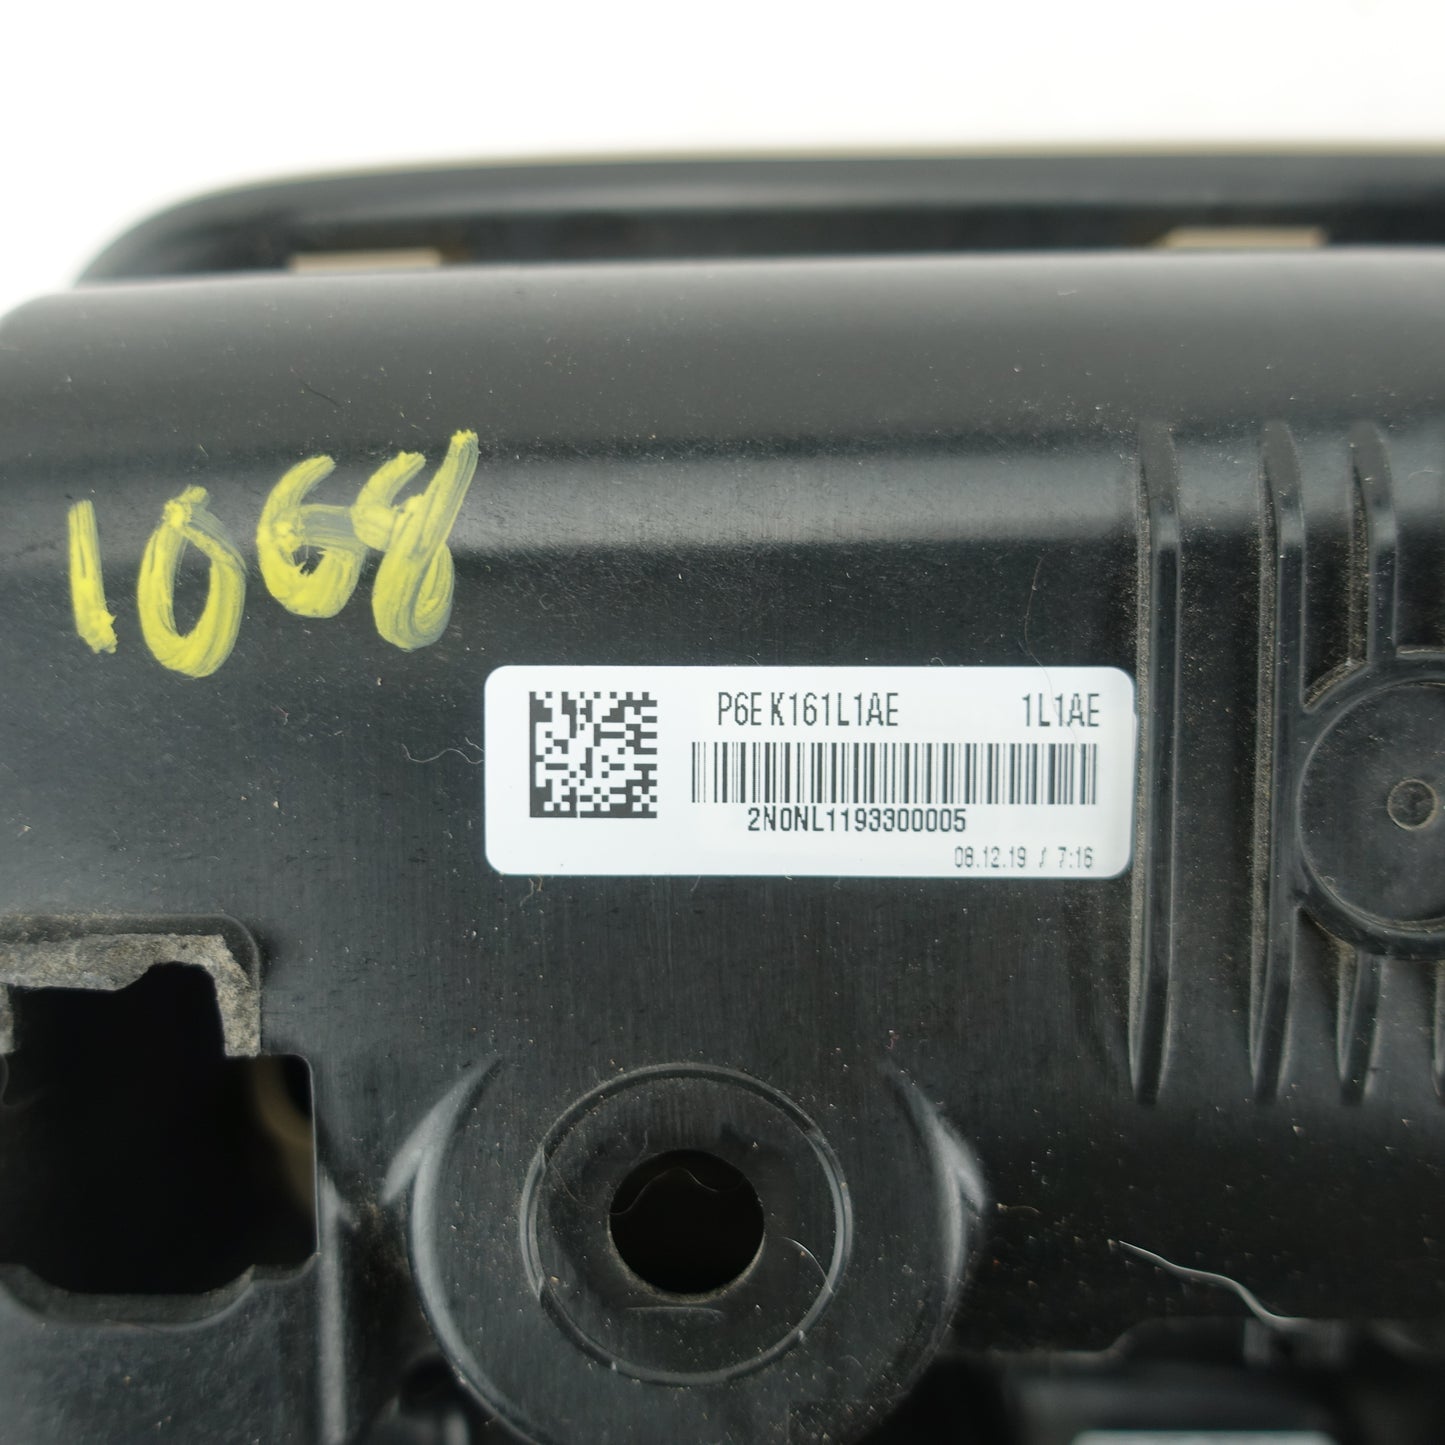 1068
P6E K161L1AE 1L1AE
2N0NL1193300005
08.12.19 / 7:16